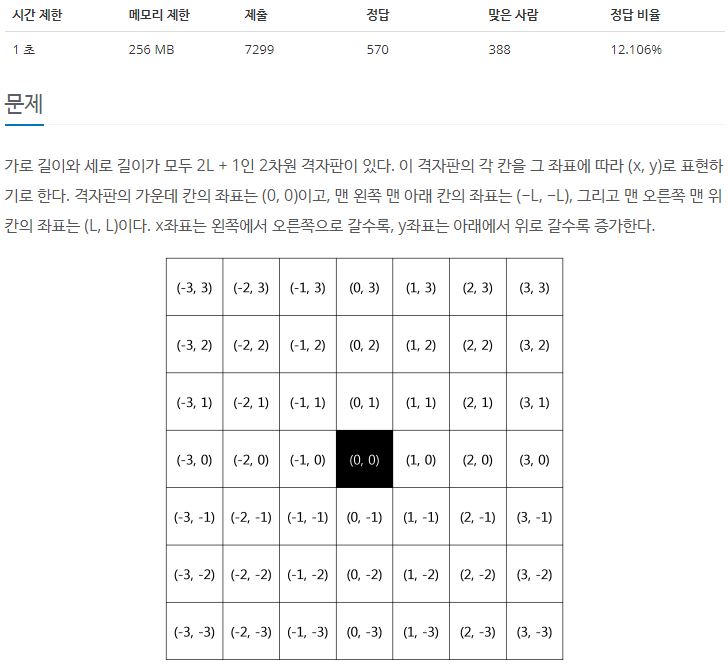 시간 제한 메모리 제한 제출 정답 맞은 사람 정답 비율
1 초 256 MB 7299 570 388 12.106%
문제
가로 길이와 세로 길이가 모두 2L + 1인 2차원 격자판이 있다. 이 격자판의 각 칸을 그 좌표에 따라 (x, y)로 표현하
기로 한다. 격자판의 가운데 칸의 좌표는 (0, 0)이고, 맨 왼쪽 맨 아래 칸의 좌표는 (−L, −L), 그리고 맨 오른쪽 맨 위
칸의 좌표는 (L, L)이다. x좌표는 왼쪽에서 오른쪽으로 갈수록, y좌표는 아래에서 위로 갈수록 증가한다.
(-3, 3) (-2, 3) (-1, 3) (0, 3) (1, 3) (2, 3) (3, 3)
(-3, 2) (-2, 2) (-1, 2) (0, 2) (1, 2) (2, 2) (3, 2)
(-3, 1) (-2, 1) (-1, 1) (0, 1) (1, 1) (2, 1) (3, 1)
(-3, 0) (-2, 0) (-1, 0) (0, 0) (1, 0) (2, 0) (3, 0)
(-3, -1) (-2, -1) (-1, -1) (0, -1) (1, -1) (2, -1) (3, -1)
(-3, -2) (-2, -2) (-1, -2) (0, -2) (1, -2) (2, -2) (3, -2)
(-3, -3) (-2, -3) (-1, -3) (0, -3) (1, -3) (2, -3) (3, -3)